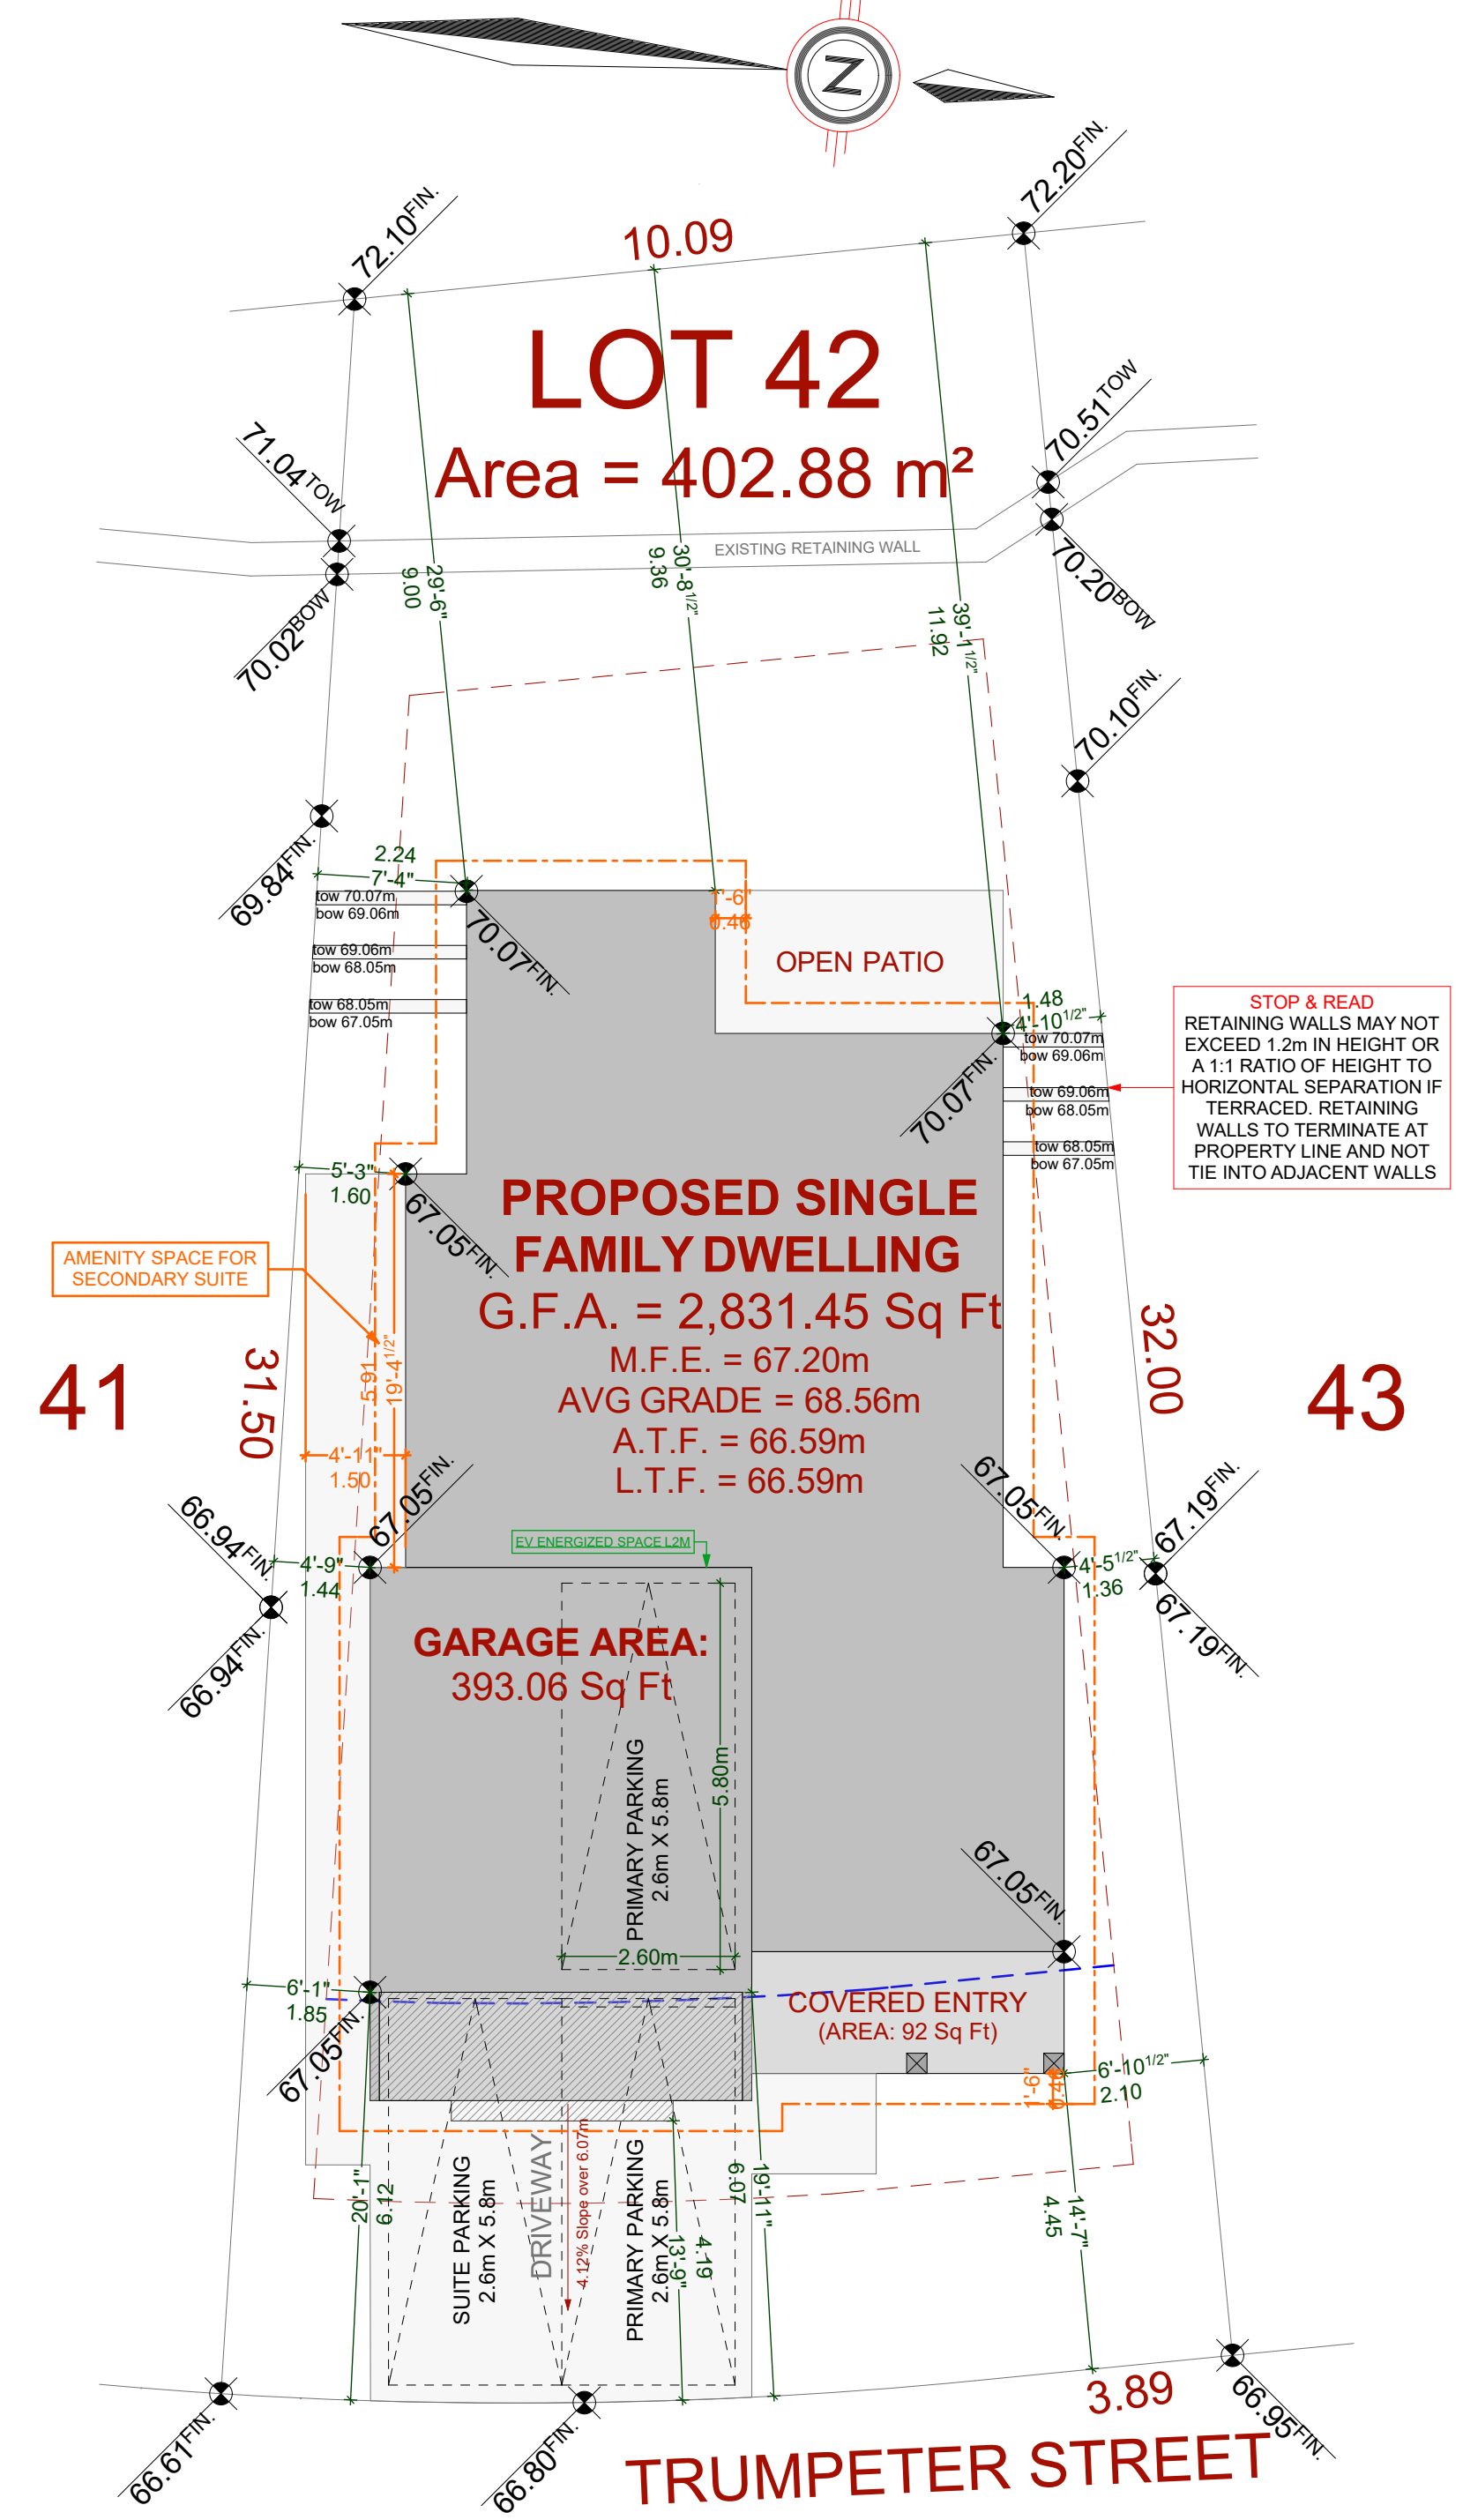 N
72.10FIN.
10.09
72.20FIN.
LOT 42
Area = 402.88 m²
71.04TOW
70.51TOW
EXISTING RETAINING WALL
70.02BOW
70.20BOW
29'-6"
9.00
30'-81/2"
9.36
39'-11/2"
11.92
70.10FIN.
69.84FIN.
2.24
7'-4"
tow 70.07m
bow 69.06m
tow 69.06m
bow 68.05m
tow 68.05m
bow 67.05m
70.07FIN.
1'-6"
0.46
OPEN PATIO
1.48
4'-101/2"
tow 70.07m
bow 69.06m
tow 69.06m
bow 68.05m
tow 68.05m
bow 67.05m
70.07FIN.
STOP & READ
RETAINING WALLS MAY NOT
EXCEED 1.2m IN HEIGHT OR
A 1:1 RATIO OF HEIGHT TO
HORIZONTAL SEPARATION IF
TERRACED. RETAINING
WALLS TO TERMINATE AT
PROPERTY LINE AND NOT
TIE INTO ADJACENT WALLS
5'-3"
1.60
67.05FIN.
PROPOSED SINGLE
FAMILY DWELLING
G.F.A. = 2,831.45 Sq Ft
M.F.E. = 67.20m
AVG GRADE = 68.56m
A.T.F. = 66.59m
L.T.F. = 66.59m
AMENITY SPACE FOR
SECONDARY SUITE
5.91
19'-41/2"
41
31.50
32.00
43
4'-11"
1.50
67.05FIN.
67.05FIN.
66.94FIN.
67.19FIN.
EV ENERGIZED SPACE L2M
4'-9"
1.44
4'-51/2"
1.36
66.94FIN.
67.19FIN.
GARAGE AREA:
393.06 Sq Ft
PRIMARY PARKING
2.6m X 5.8m
5.80m
2.60m
67.05FIN.
6'-1"
1.85
67.05FIN.
COVERED ENTRY
(AREA: 92 Sq Ft)
1'-6"
0.46
6'-101/2"
2.10
20'-1"
6.12
SUITE PARKING
2.6m X 5.8m
DRIVEWAY
4.12% Slope over 6.07m
PRIMARY PARKING
2.6m X 5.8m
13'-9"
4.19
6.07
19'-11"
4.45
14'-7"
3.89
66.61FIN.
66.80FIN.
66.95FIN.
TRUMPETER STREET